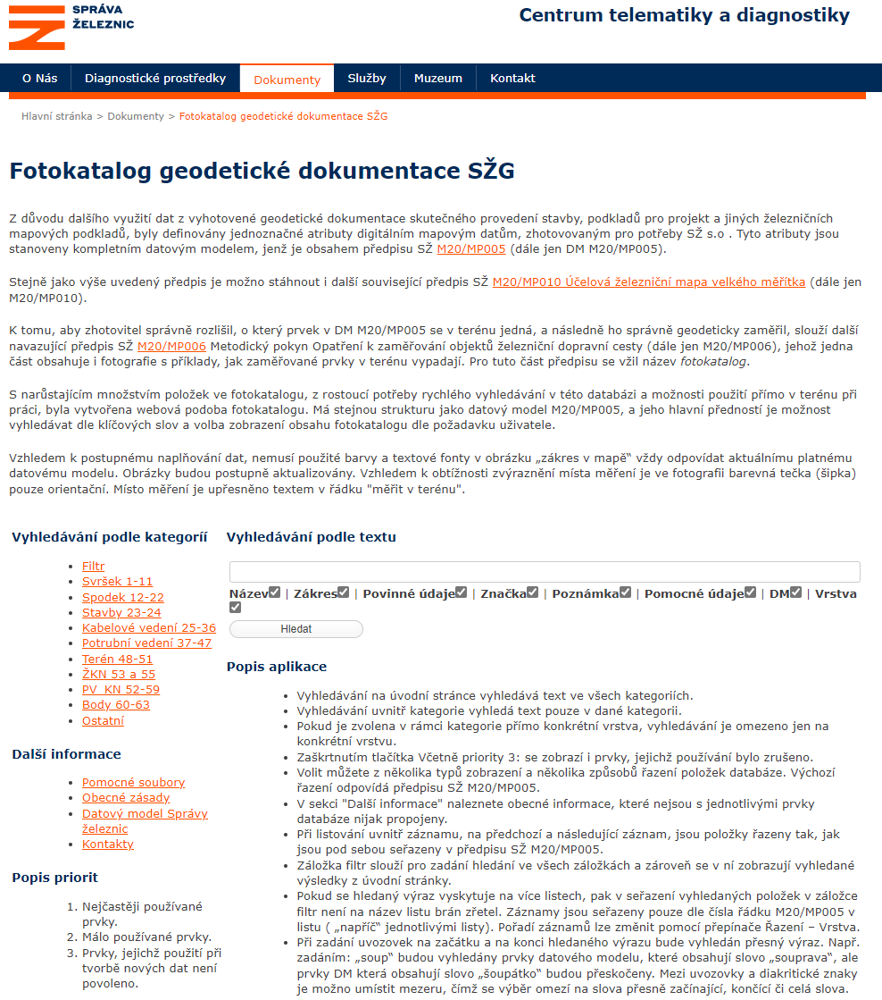 SPRÁVA
ŽELEZNIC
Centrum telematiky a diagnostiky
O Nás
Diagnostické prostředky
Dokumenty
Služby
Muzeum
Kontakt
Hlavní stránka > Dokumenty > Fotokatalog geodetické dokumentace SŽG
Fotokatalog geodetické dokumentace SŽG
Z důvodu dalšího využití dat z vyhotovené geodetické dokumentace skutečného provedení stavby, podkladů pro projekt a jiných železničních
mapových podkladů, byly definovány jednoznačné atributy digitálním mapovým datům, zhotovovaným pro potřeby SŽ s.o . Tyto atributy jsou
stanoveny kompletním datovým modelem, jenž je obsahem předpisu SŽ M20/MP005 (dále jen DM M20/MP005).
Stejně jako výše uvedený předpis je možno stáhnout i další související předpis SŽ M20/MP010 Účelová železniční mapa velkého měřítka (dále jen
M20/MP010).
K tomu, aby zhotovitel správně rozlišil, o který prvek v DM M20/MP005 se v terénu jedná, a následně ho správně geodeticky zaměřil, slouží další
navazující předpis SŽ M20/MP006 Metodický pokyn Opatření k zaměřování objektů železniční dopravní cesty (dále jen M20/MP006), jehož jedna
část obsahuje i fotografie s příklady, jak zaměřované prvky v terénu vypadají. Pro tuto část předpisu se vžil název fotokatalog.
S narůstajícím množstvím položek ve fotokatalogu, z rostoucí potřeby rychlého vyhledávání v této databázi a možnosti použití přímo v terénu při
práci, byla vytvořena webová podoba fotokatalogu. Má stejnou strukturu jako datový model M20/MP005, a jeho hlavní předností je možnost
vyhledávat dle klíčových slov a volba zobrazení obsahu fotokatalogu dle požadavku uživatele.
Vzhledem k postupnému naplňování dat, nemusí použité barvy a textové fonty v obrázku „zákres v mapě“ vždy odpovídat aktuálnímu platnému
datovému modelu. Obrázky budou postupně aktualizovány. Vzhledem k obtížnosti zvýraznění místa měření je ve fotografii barevná tečka (šipka)
pouze orientační. Místo měření je upřesněno textem v řádku "měřit v terénu".
Vyhledávání podle kategoríí
Filtr
Svršek 1-11
Spodek 12-22
Stavby 23-24
Kabelové vedení 25-36
Potrubní vedení 37-47
Terén 48-51
ŽKN 53 a 55
PV_KN 52-59
Body 60-63
Ostatní
Další informace
Pomocné soubory
Obecné zásady
Datový model Správy
železnic
Kontakty
Popis priorit
1. Nejčastěji používané
prvky.
2. Málo používané prvky.
3. Prvky, jejichž použití při
tvorbě nových dat není
povoleno.
Vyhledávání podle textu
Název | Zákres | Povinné údaje | Značka | Poznámka | Pomocné údaje | DM | Vrstva
Hledat
Popis aplikace
Vyhledávání na úvodní stránce vyhledává text ve všech kategoriích.
Vyhledávání uvnitř kategorie vyhledá text pouze v dané kategorii.
Pokud je zvolena v rámci kategorie přímo konkrétní vrstva, vyhledávání je omezeno jen na
konkrétní vrstvu.
Zaškrtnutím tlačítka Včetně priority 3: se zobrazí i prvky, jejichž používání bylo zrušeno.
Volit můžete z několika typů zobrazení a několika způsobů řazení položek databáze. Výchozí
řazení odpovídá předpisu SŽ M20/MP005.
V sekci "Další informace" naleznete obecné informace, které nejsou s jednotlivými prvky
databáze nijak propojeny.
Při listování uvnitř záznamu, na předchozí a následující záznam, jsou položky řazeny tak, jak
jsou pod sebou seřazeny v předpisu SŽ M20/MP005.
Záložka filtr slouží pro zadání hledání ve všech záložkách a zároveň se v ní zobrazují vyhledané
výsledky z úvodní stránky.
Pokud se hledaný výraz vyskytuje na více listech, pak v seřazení vyhledaných položek v záložce
filtr není na název listu brán zřetel. Záznamy jsou seřazeny pouze dle čísla řádku M20/MP005 v
listu ( „napříč“ jednotlivými listy). Pořadí záznamů lze změnit pomocí přepínače Řazení – Vrstva.
Při zadání uvozovek na začátku a na konci hledaného výrazu bude vyhledán přesný výraz. Např.
zadáním: „soup“ budou vyhledány prvky datového modelu, které obsahují slovo „souprava“, ale
prvky DM která obsahují slovo „šoupátko“ budou přeskočeny. Mezi uvozovky a diakritické znaky
je možno umístit mezeru, čímž se výběr omezí na slova přesně začínající, končící či celá slova.